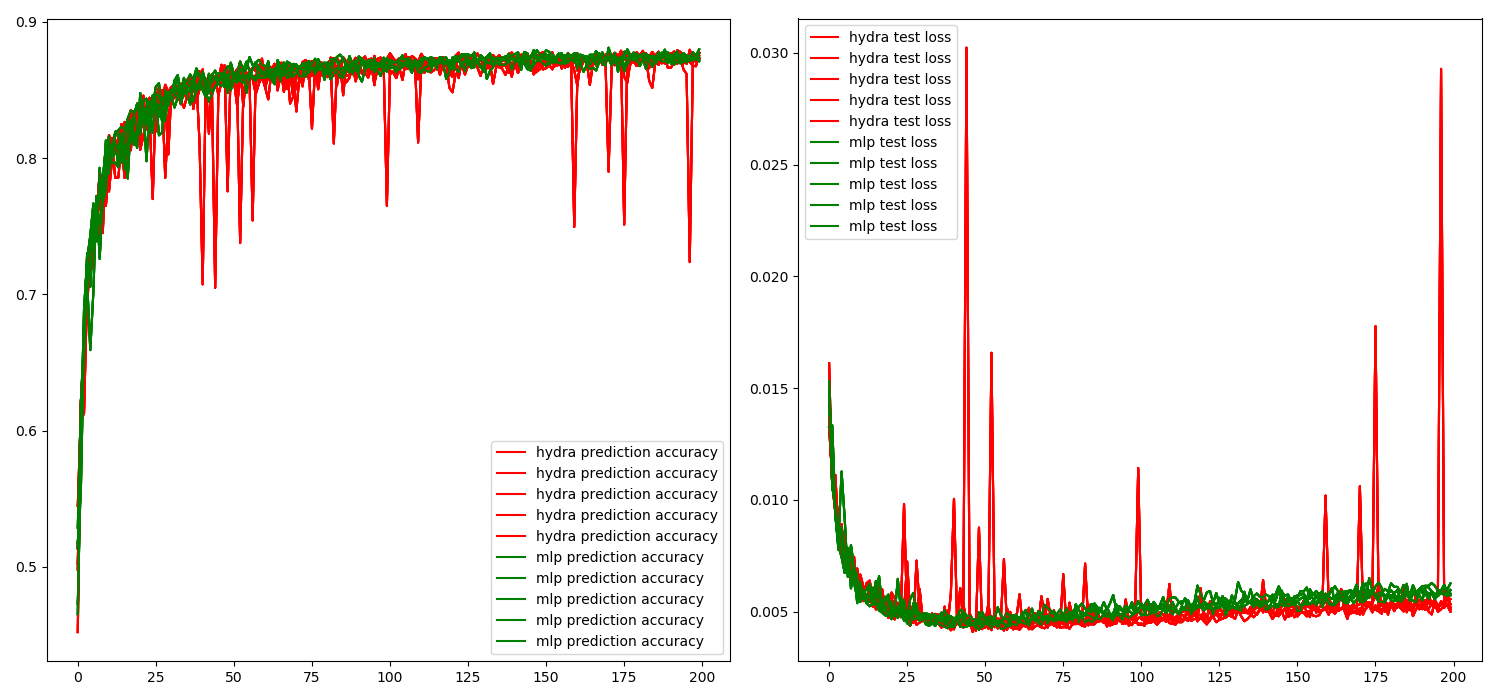 0.9
0.8
0.7
0.6
0.5
0
25
50
75
100
125
150
175
200
hydra prediction accuracy
hydra prediction accuracy
hydra prediction accuracy
hydra prediction accuracy
hydra prediction accuracy
mlp prediction accuracy
mlp prediction accuracy
mlp prediction accuracy
mlp prediction accuracy
mlp prediction accuracy
hydra test loss
hydra test loss
hydra test loss
hydra test loss
hydra test loss
mlp test loss
mlp test loss
mlp test loss
mlp test loss
mlp test loss
0.030
0.025
0.020
0.015
0.010
0.005
0
25
50
75
100
125
150
175
200